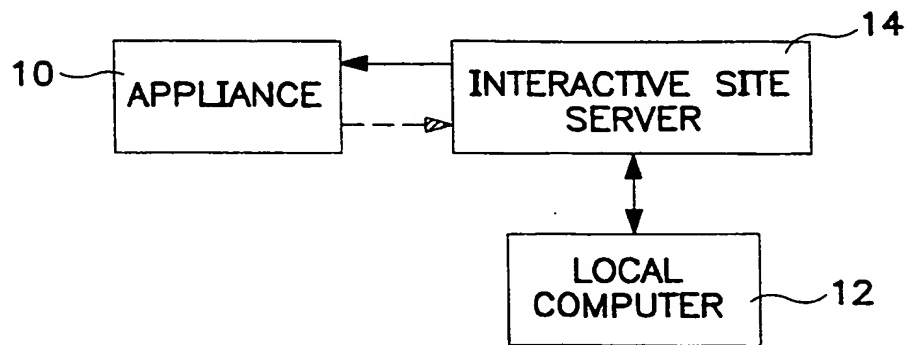 14
10
APPLIANCE
INTERACTIVE SITE
SERVER
LOCAL
COMPUTER
12